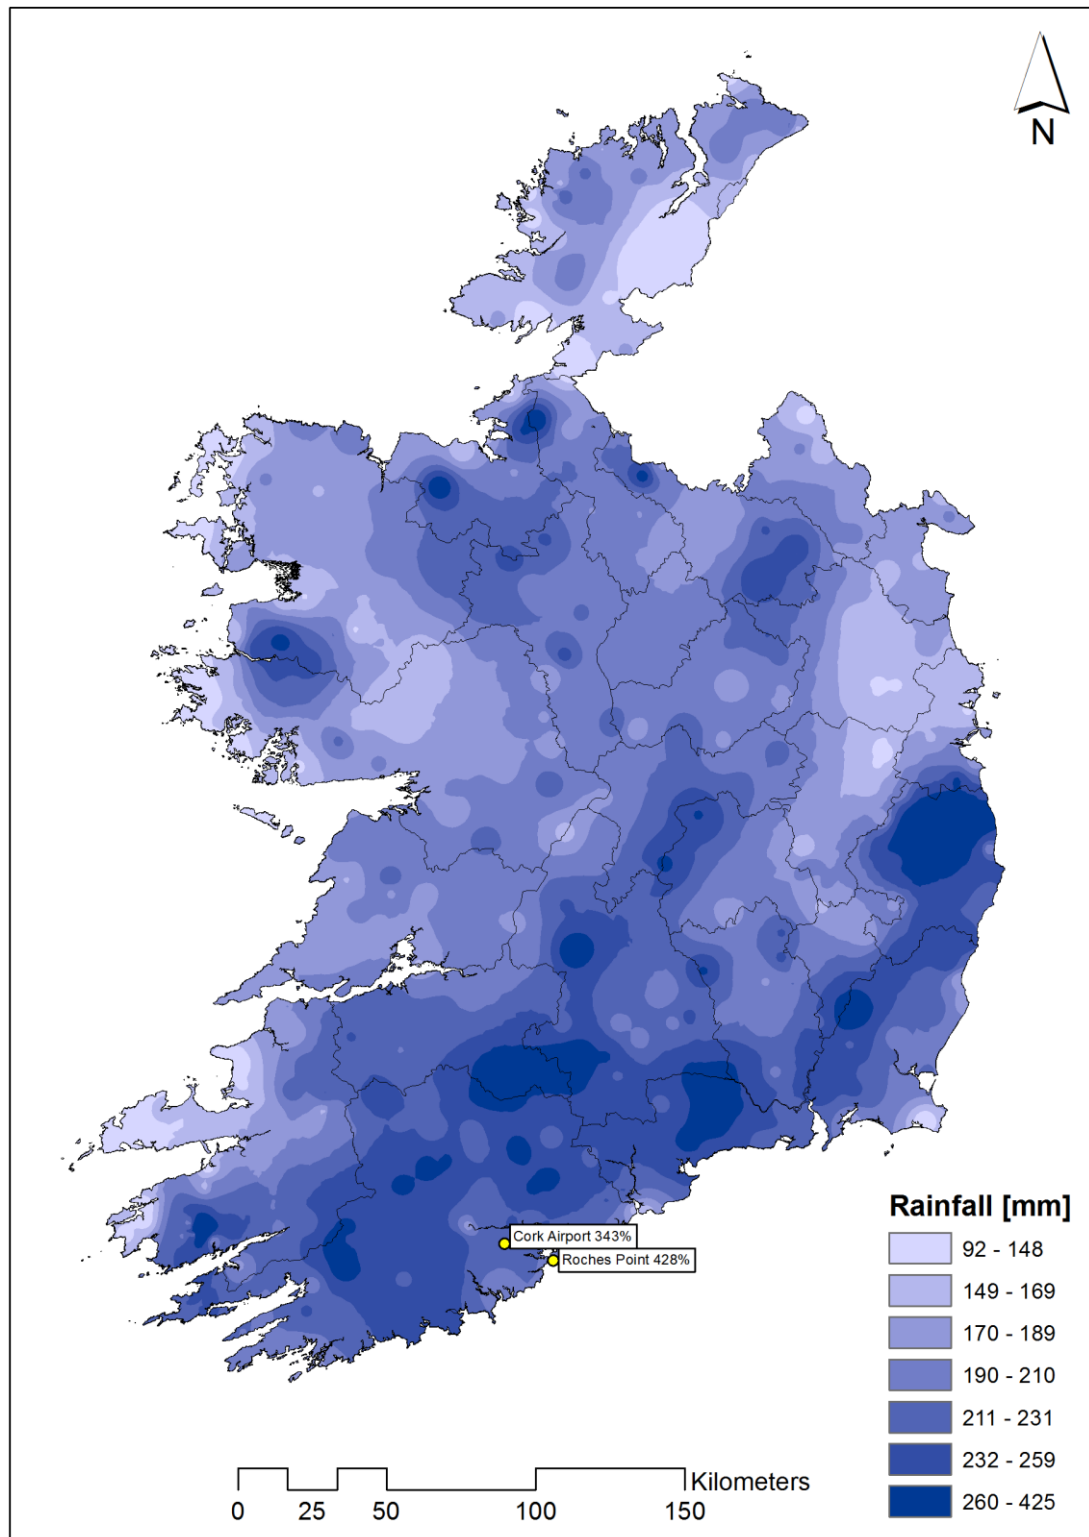 N
Cork Airport 343%
Roches Point 428%
Rainfall [mm]
92 - 148
149 - 169
170 - 189
190 - 210
211 - 231
232 - 259
260 - 425
Kilometers
0 25 50 100 150